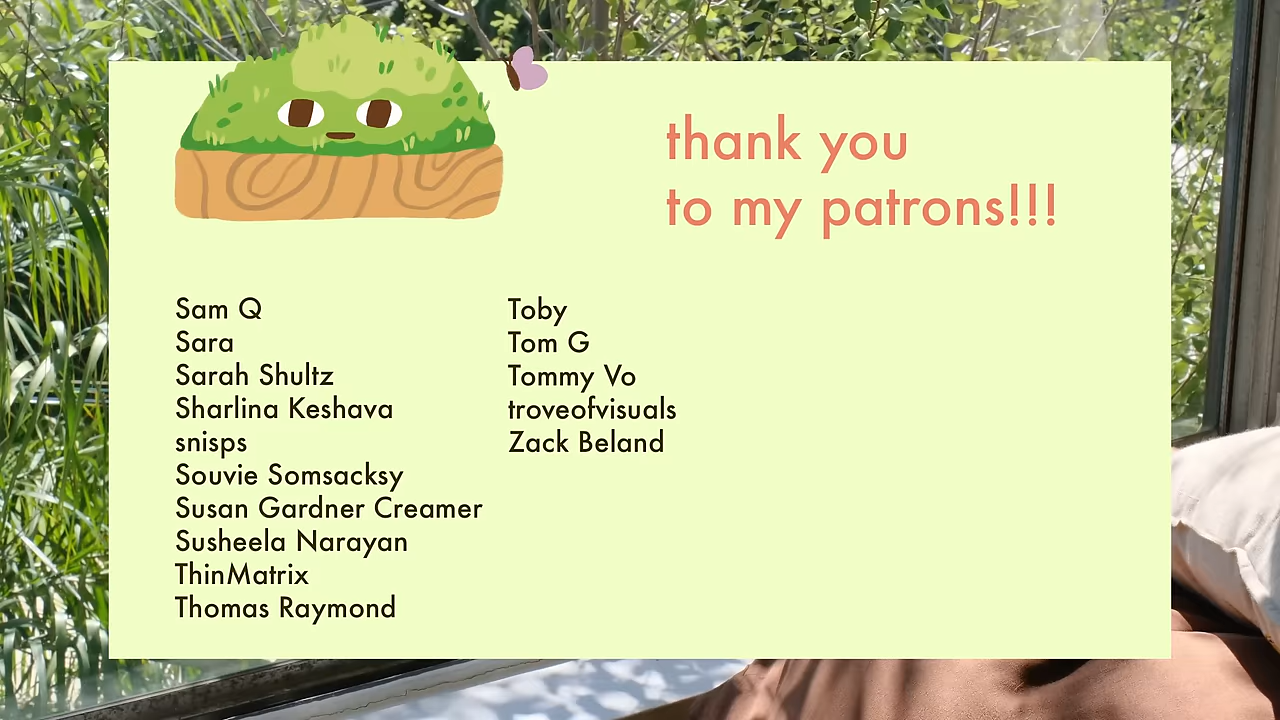 thank you
to my patrons!!!
Sam Q
Sara
Sarah Shultz
Sharlina Keshava
snisps
Souvie Somsacksy
Susan Gardner Creamer
Susheela Narayan
ThinMatrix
Thomas Raymond
Toby
Tom G
Tommy Vo
troveofvisuals
Zack Beland